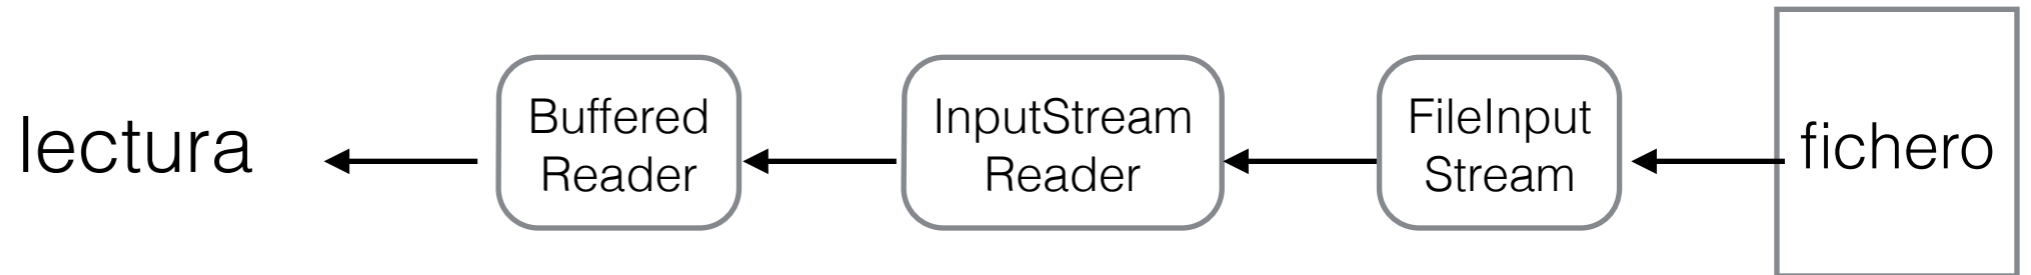 lectura
Buffered
Reader
InputStream
Reader
FileInput
Stream
fichero